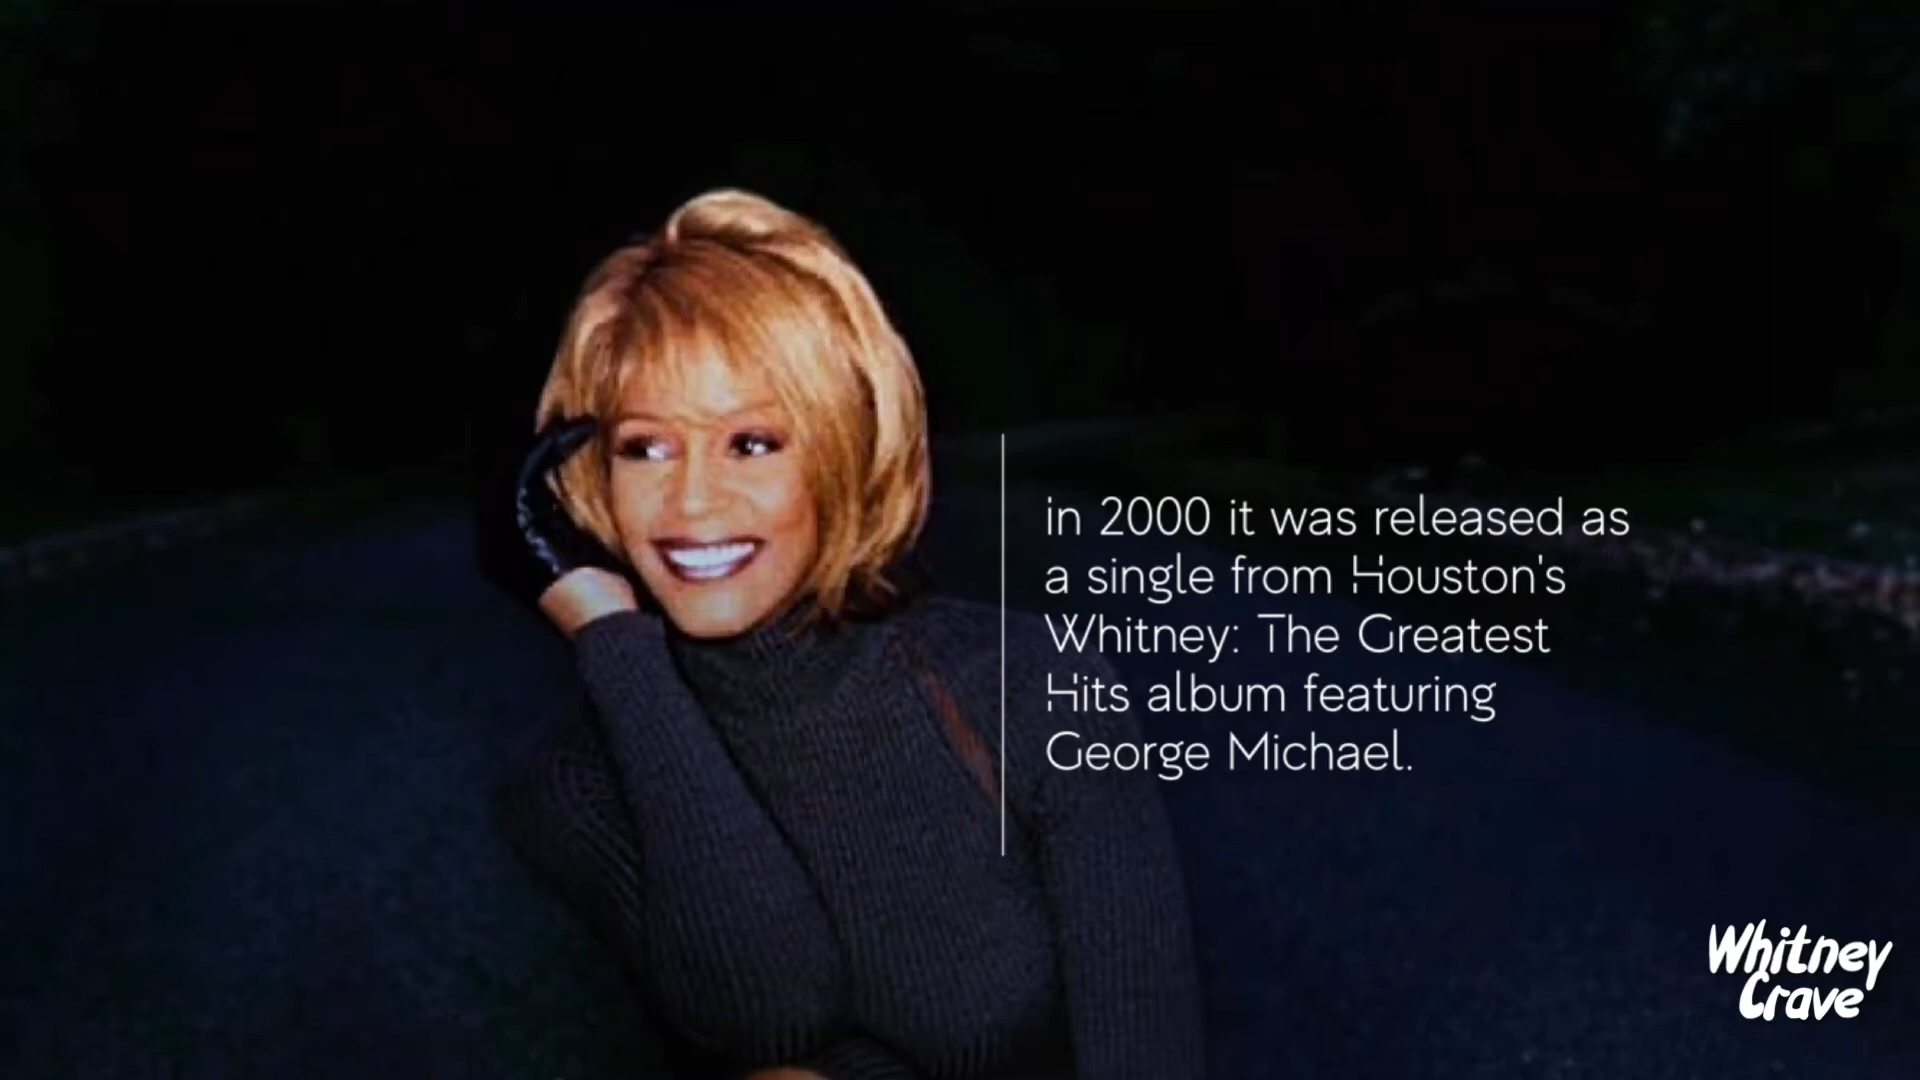 in 2000 it was released as
a single from Houston's
Whitney: The Greatest
Hits album featuring
George Michael.
Whitney
Crave